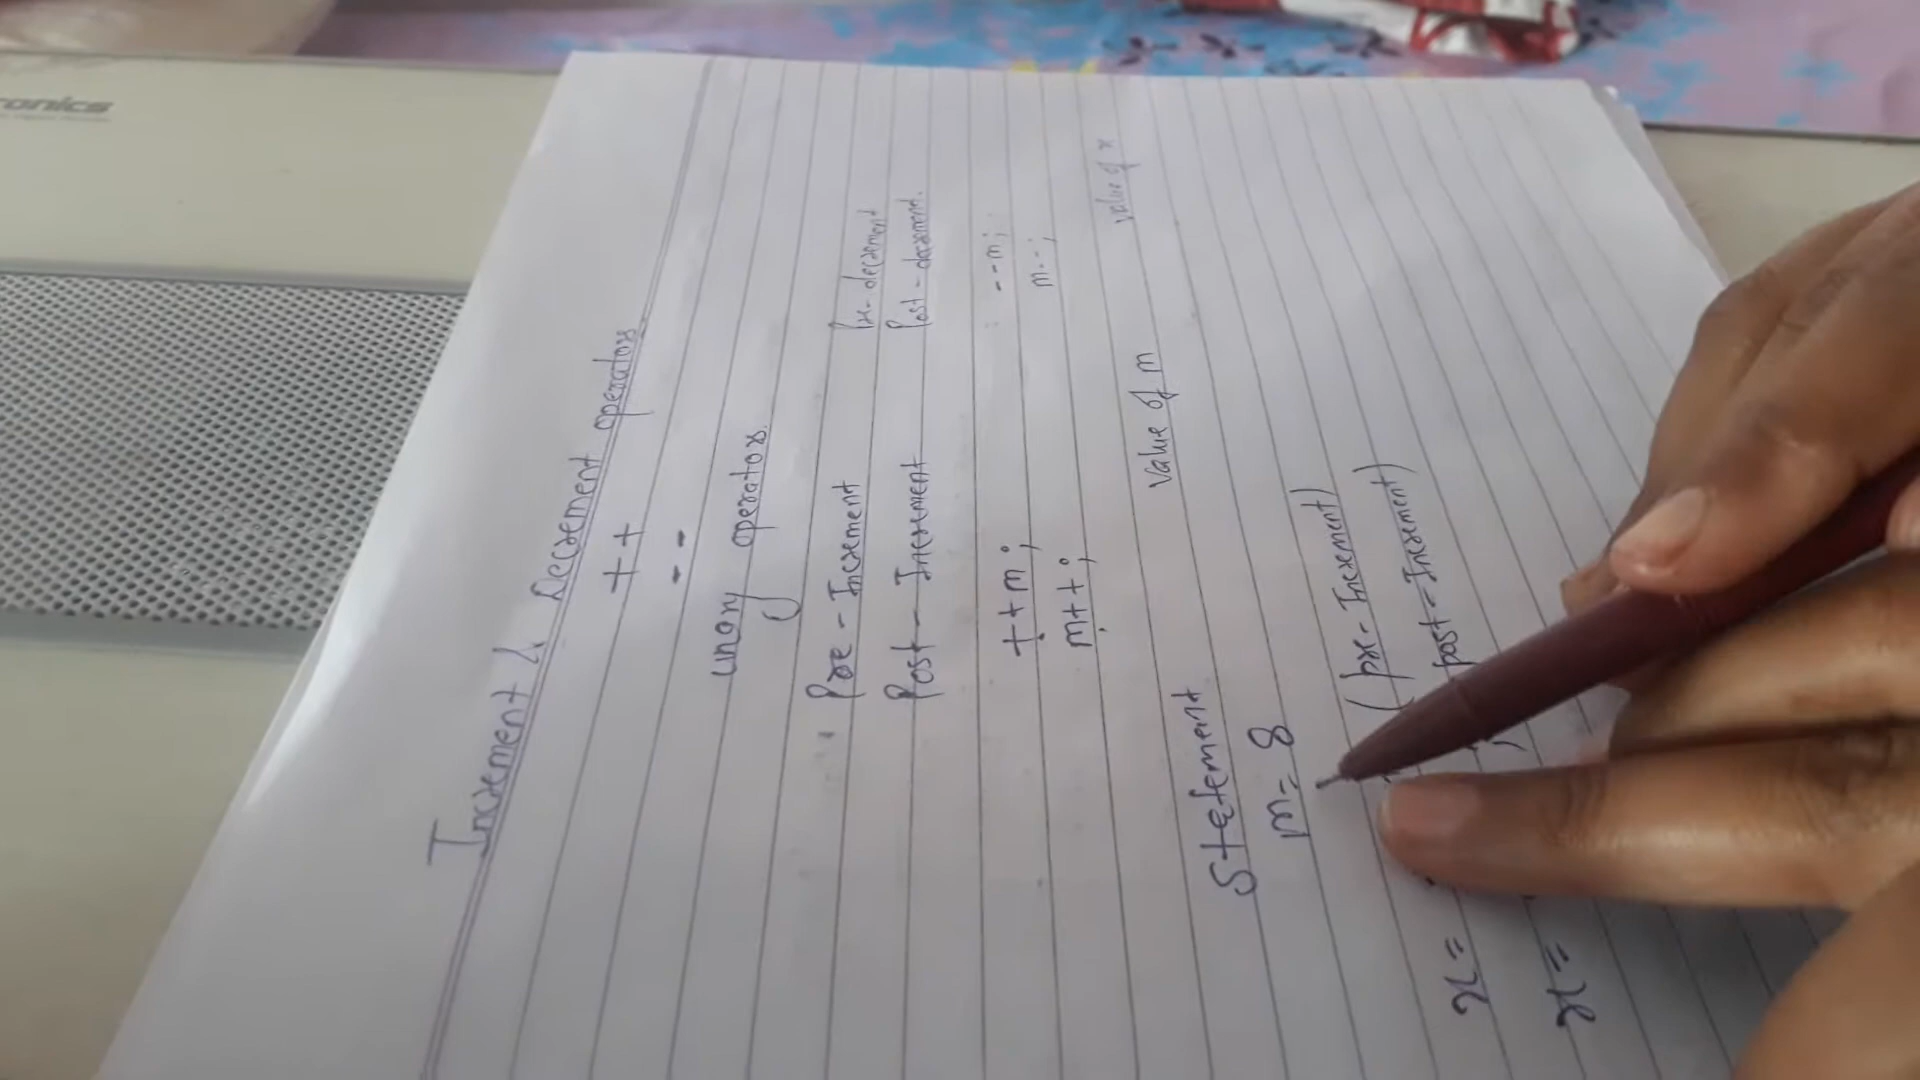 Increment & Decrement operators
++
--
unary operators.
Pre-Increment Pre-decrement
Post-Increment Post-decrement.
++m; --m;
m++; m--;
Statement value of m value of x
m=8
x= (pre-Increment)
x= post-Increment)
ronics